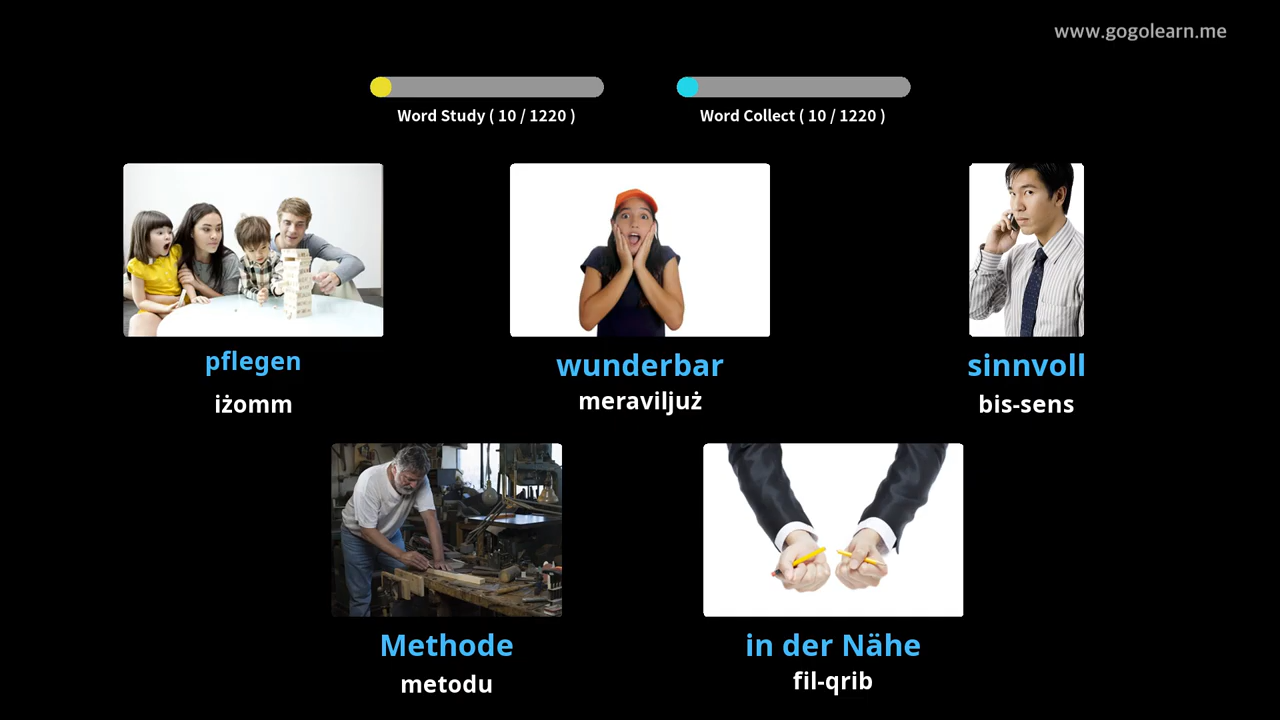 www.gogolearn.me
Word Study ( 10 / 1220 )
Word Collect ( 10 / 1220 )
pflegen
iżomm
wunderbar
meraviljuż
sinnvoll
bis-sens
Methode
metodu
in der Nähe
fil-qrib